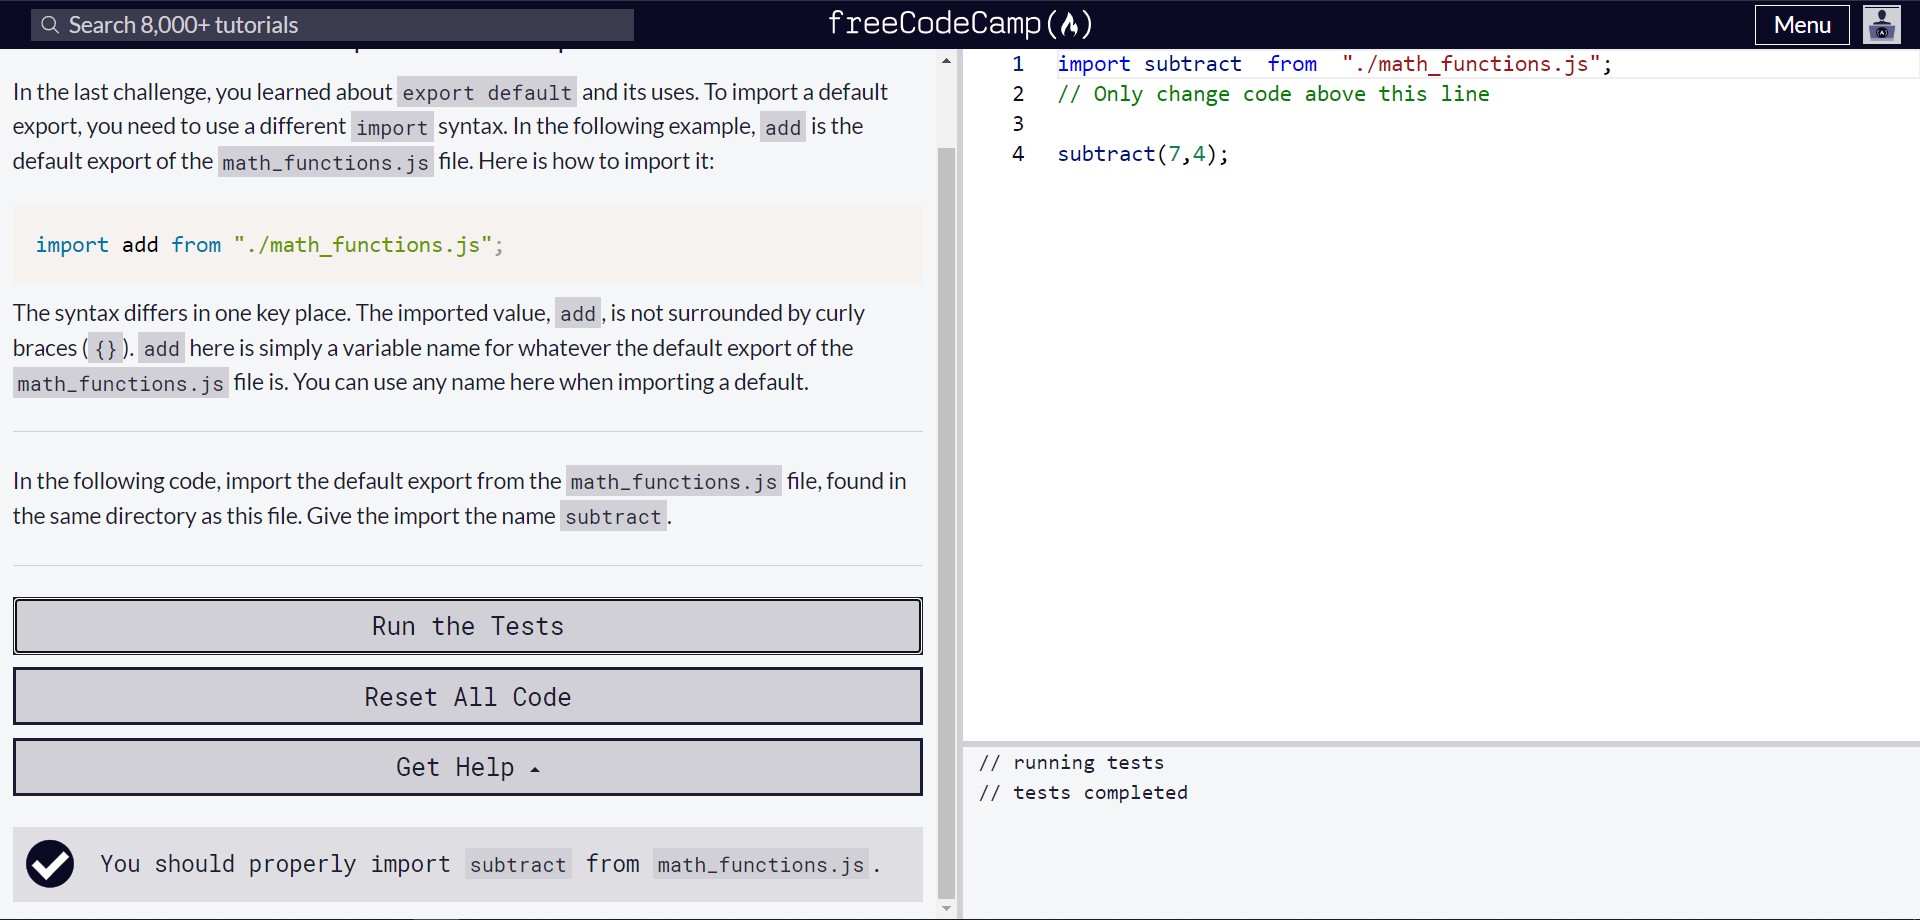 Search 8,000+ tutorials
freeCodeCamp(🔥)
Menu
In the last challenge, you learned about export default and its uses. To import a default
export, you need to use a different import syntax. In the following example, add is the
default export of the math_functions.js file. Here is how to import it:
import add from "./math_functions.js";
The syntax differs in one key place. The imported value, add, is not surrounded by curly
braces ({}). add here is simply a variable name for whatever the default export of the
math_functions.js file is. You can use any name here when importing a default.
In the following code, import the default export from the math_functions.js file, found in
the same directory as this file. Give the import the name subtract.
Run the Tests
Reset All Code
Get Help
You should properly import subtract from math_functions.js.
1 import subtract  from  "./math_functions.js";
2 // Only change code above this line
3
4 subtract(7,4);
// running tests
// tests completed